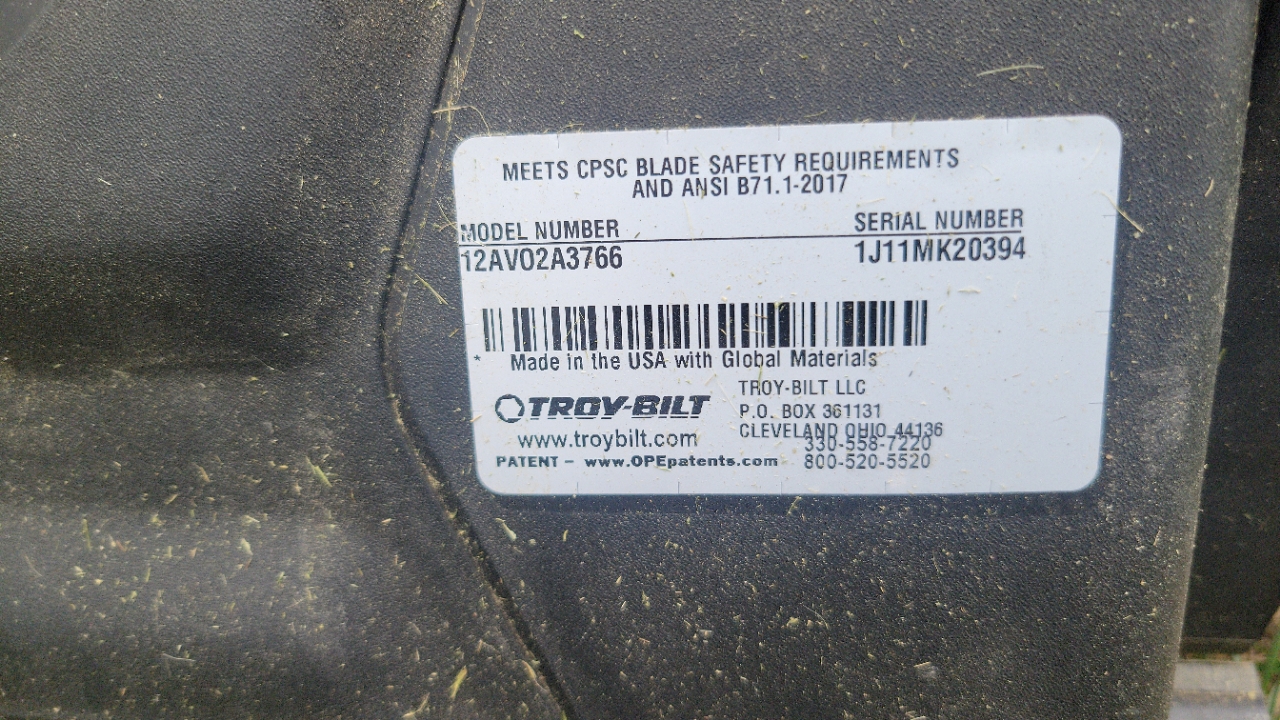 MEETS CPSC BLADE SAFETY REQUIREMENTS
AND ANSI B71.1-2017
MODEL NUMBER SERIAL NUMBER
12AVO2A3766 1J11MK20394
* Made in the USA with Global Materials
TROY-BILT
www.troybilt.com
PATENT - www.OPEpatents.com
TROY-BILT LLC
P.O. BOX 361131
CLEVELAND OHIO 44136
330-558-7220
800-520-5520